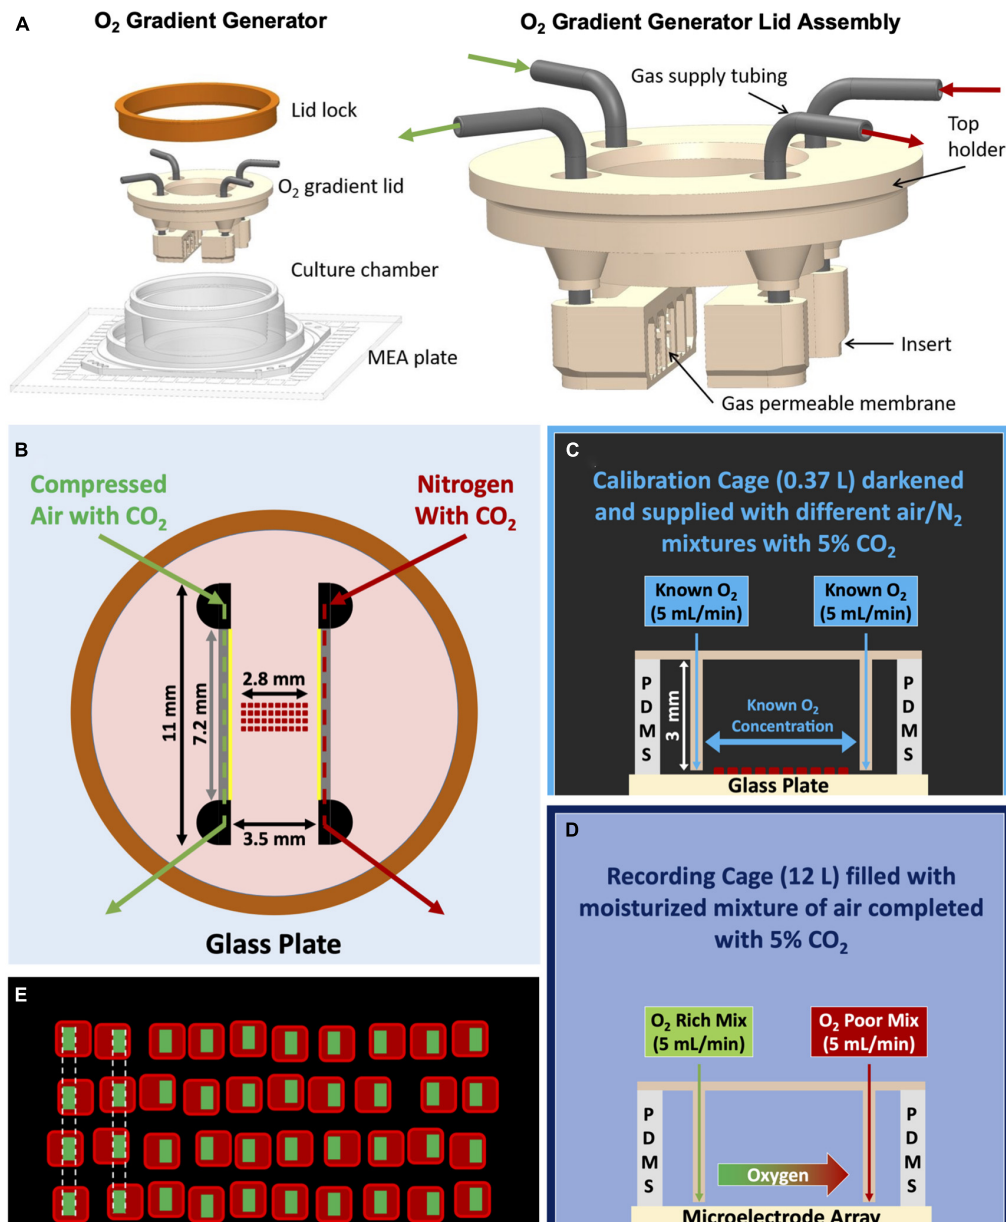 A
O2 Gradient Generator
O2 Gradient Generator Lid Assembly
Lid lock
O2 gradient lid
Culture chamber
MEA plate
Gas supply tubing
Top
holder
Insert
Gas permeable membrane
B
Compressed
Air with CO2
Nitrogen
With CO2
11 mm
7.2 mm
2.8 mm
3.5 mm
Glass Plate
C
Calibration Cage (0.37 L) darkened
and supplied with different air/N2
mixtures with 5% CO2
Known O2
(5 mL/min)
Known O2
(5 mL/min)
PDMS
3 mm
Known O2
Concentration
PDMS
Glass Plate
D
Recording Cage (12 L) filled with
moisturized mixture of air completed
with 5% CO2
O2 Rich Mix
(5 mL/min)
O2 Poor Mix
(5 mL/min)
PDMS
Oxygen
PDMS
Microelectrode Array
E